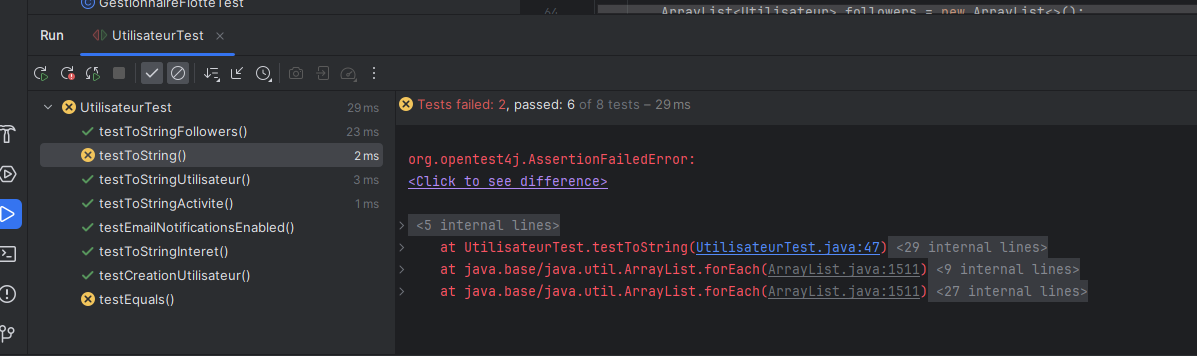 GestionnaireFlotteTest
64 ArrayList<Utilisateur> followers = new ArrayList<>();
Run UtilisateurTest ×
UtilisateurTest 29 ms
testToStringFollowers() 23 ms
testToString() 2 ms
testToStringUtilisateur() 3 ms
testToStringActivite() 1 ms
testEmailNotificationsEnabled()
testToStringInteret()
testCreationUtilisateur()
testEquals()
Tests failed: 2, passed: 6 of 8 tests – 29 ms
org.opentest4j.AssertionFailedError:
<Click to see difference>
<5 internal lines>
at UtilisateurTest.testToString(UtilisateurTest.java:47) <29 internal lines>
at java.base/java.util.ArrayList.forEach(ArrayList.java:1511) <9 internal lines>
at java.base/java.util.ArrayList.forEach(ArrayList.java:1511) <27 internal lines>